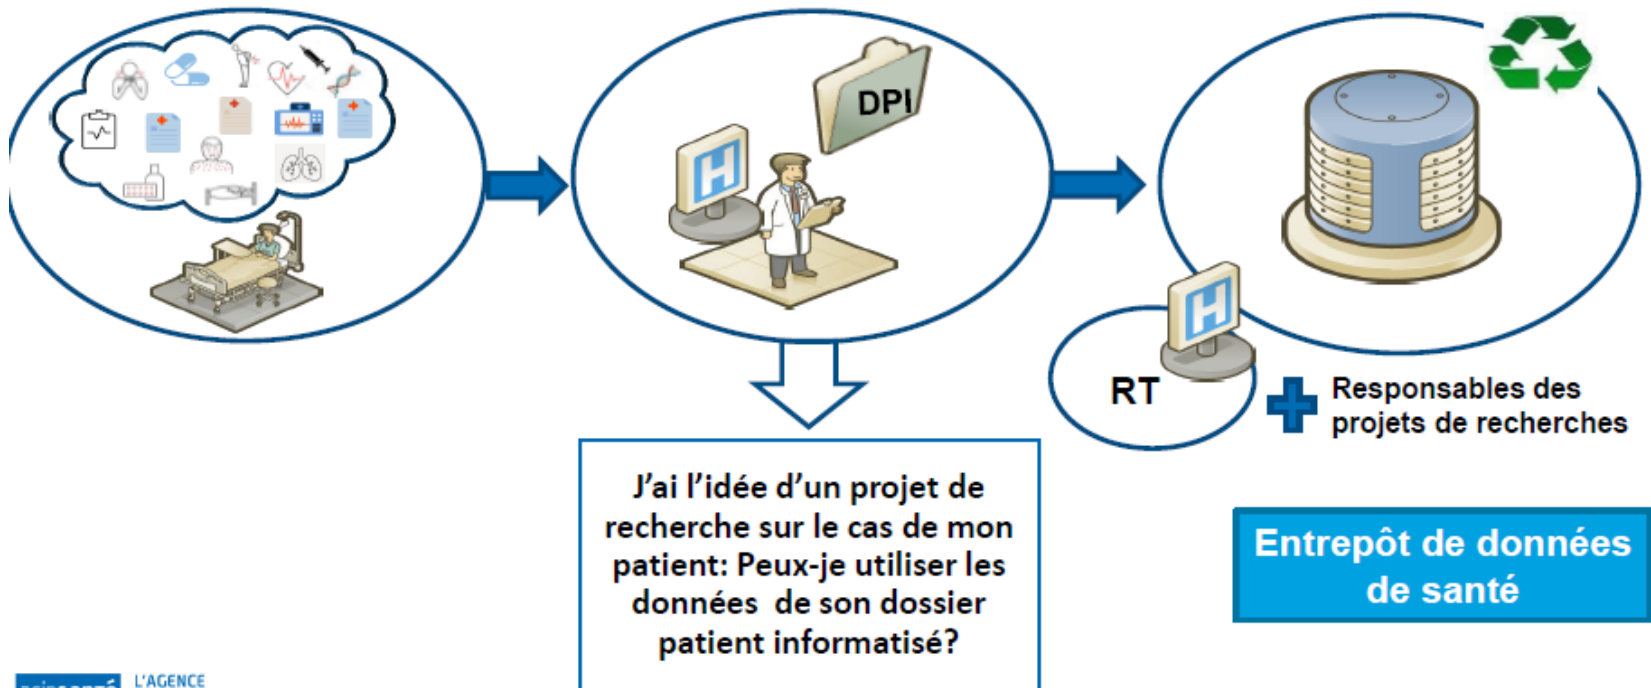 DPI
H
H
RT
Responsables des
projets de recherches
J'ai l'idée d'un projet de
recherche sur le cas de mon
patient: Peux-je utiliser les
données  de son dossier
patient informatisé?
Entrepôt de données
de santé
L'AGENCE